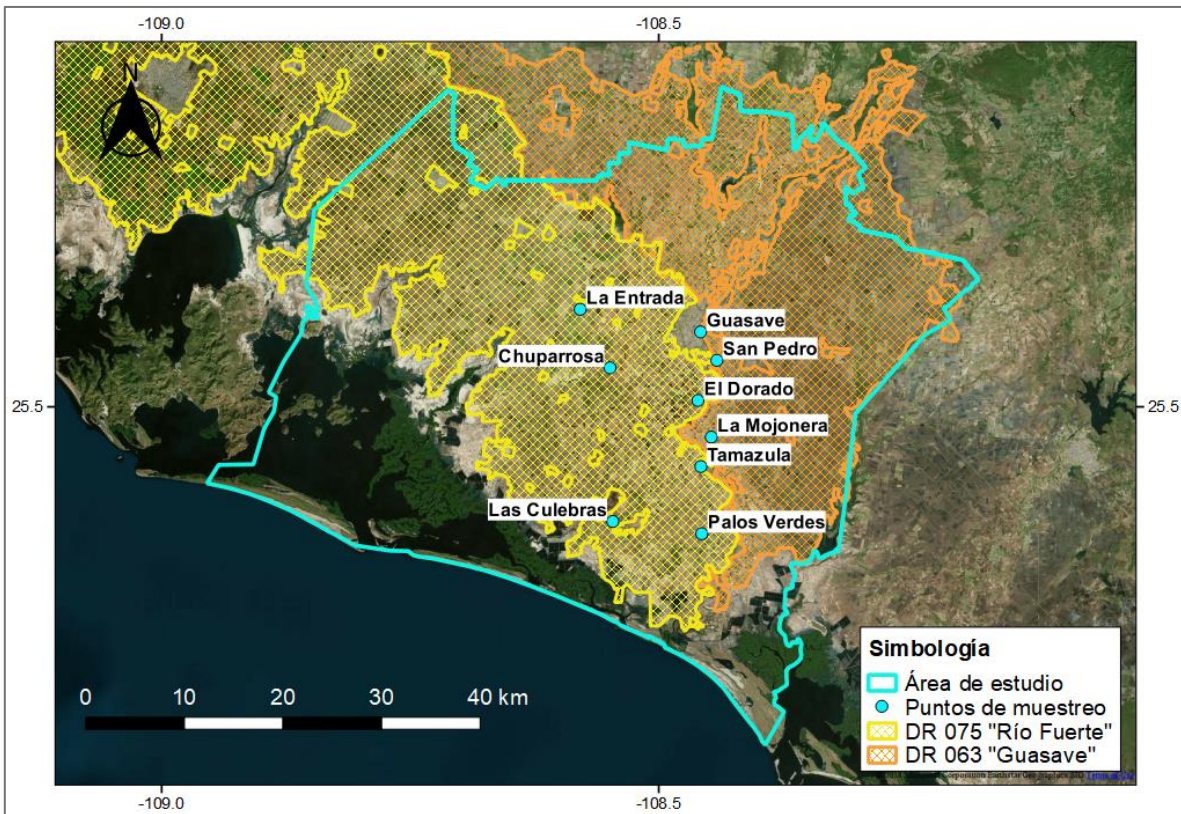 -109.0
-108.5
N
La Entrada
Guasave
Chuparrosa
San Pedro
El Dorado
25.5
25.5
La Mojonera
Tamazula
Las Culebras
Palos Verdes
Simbología
Área de estudio
Puntos de muestreo
DR 075 "Río Fuerte"
DR 063 "Guasave"
0 10 20 30 40 km
-109.0
-108.5